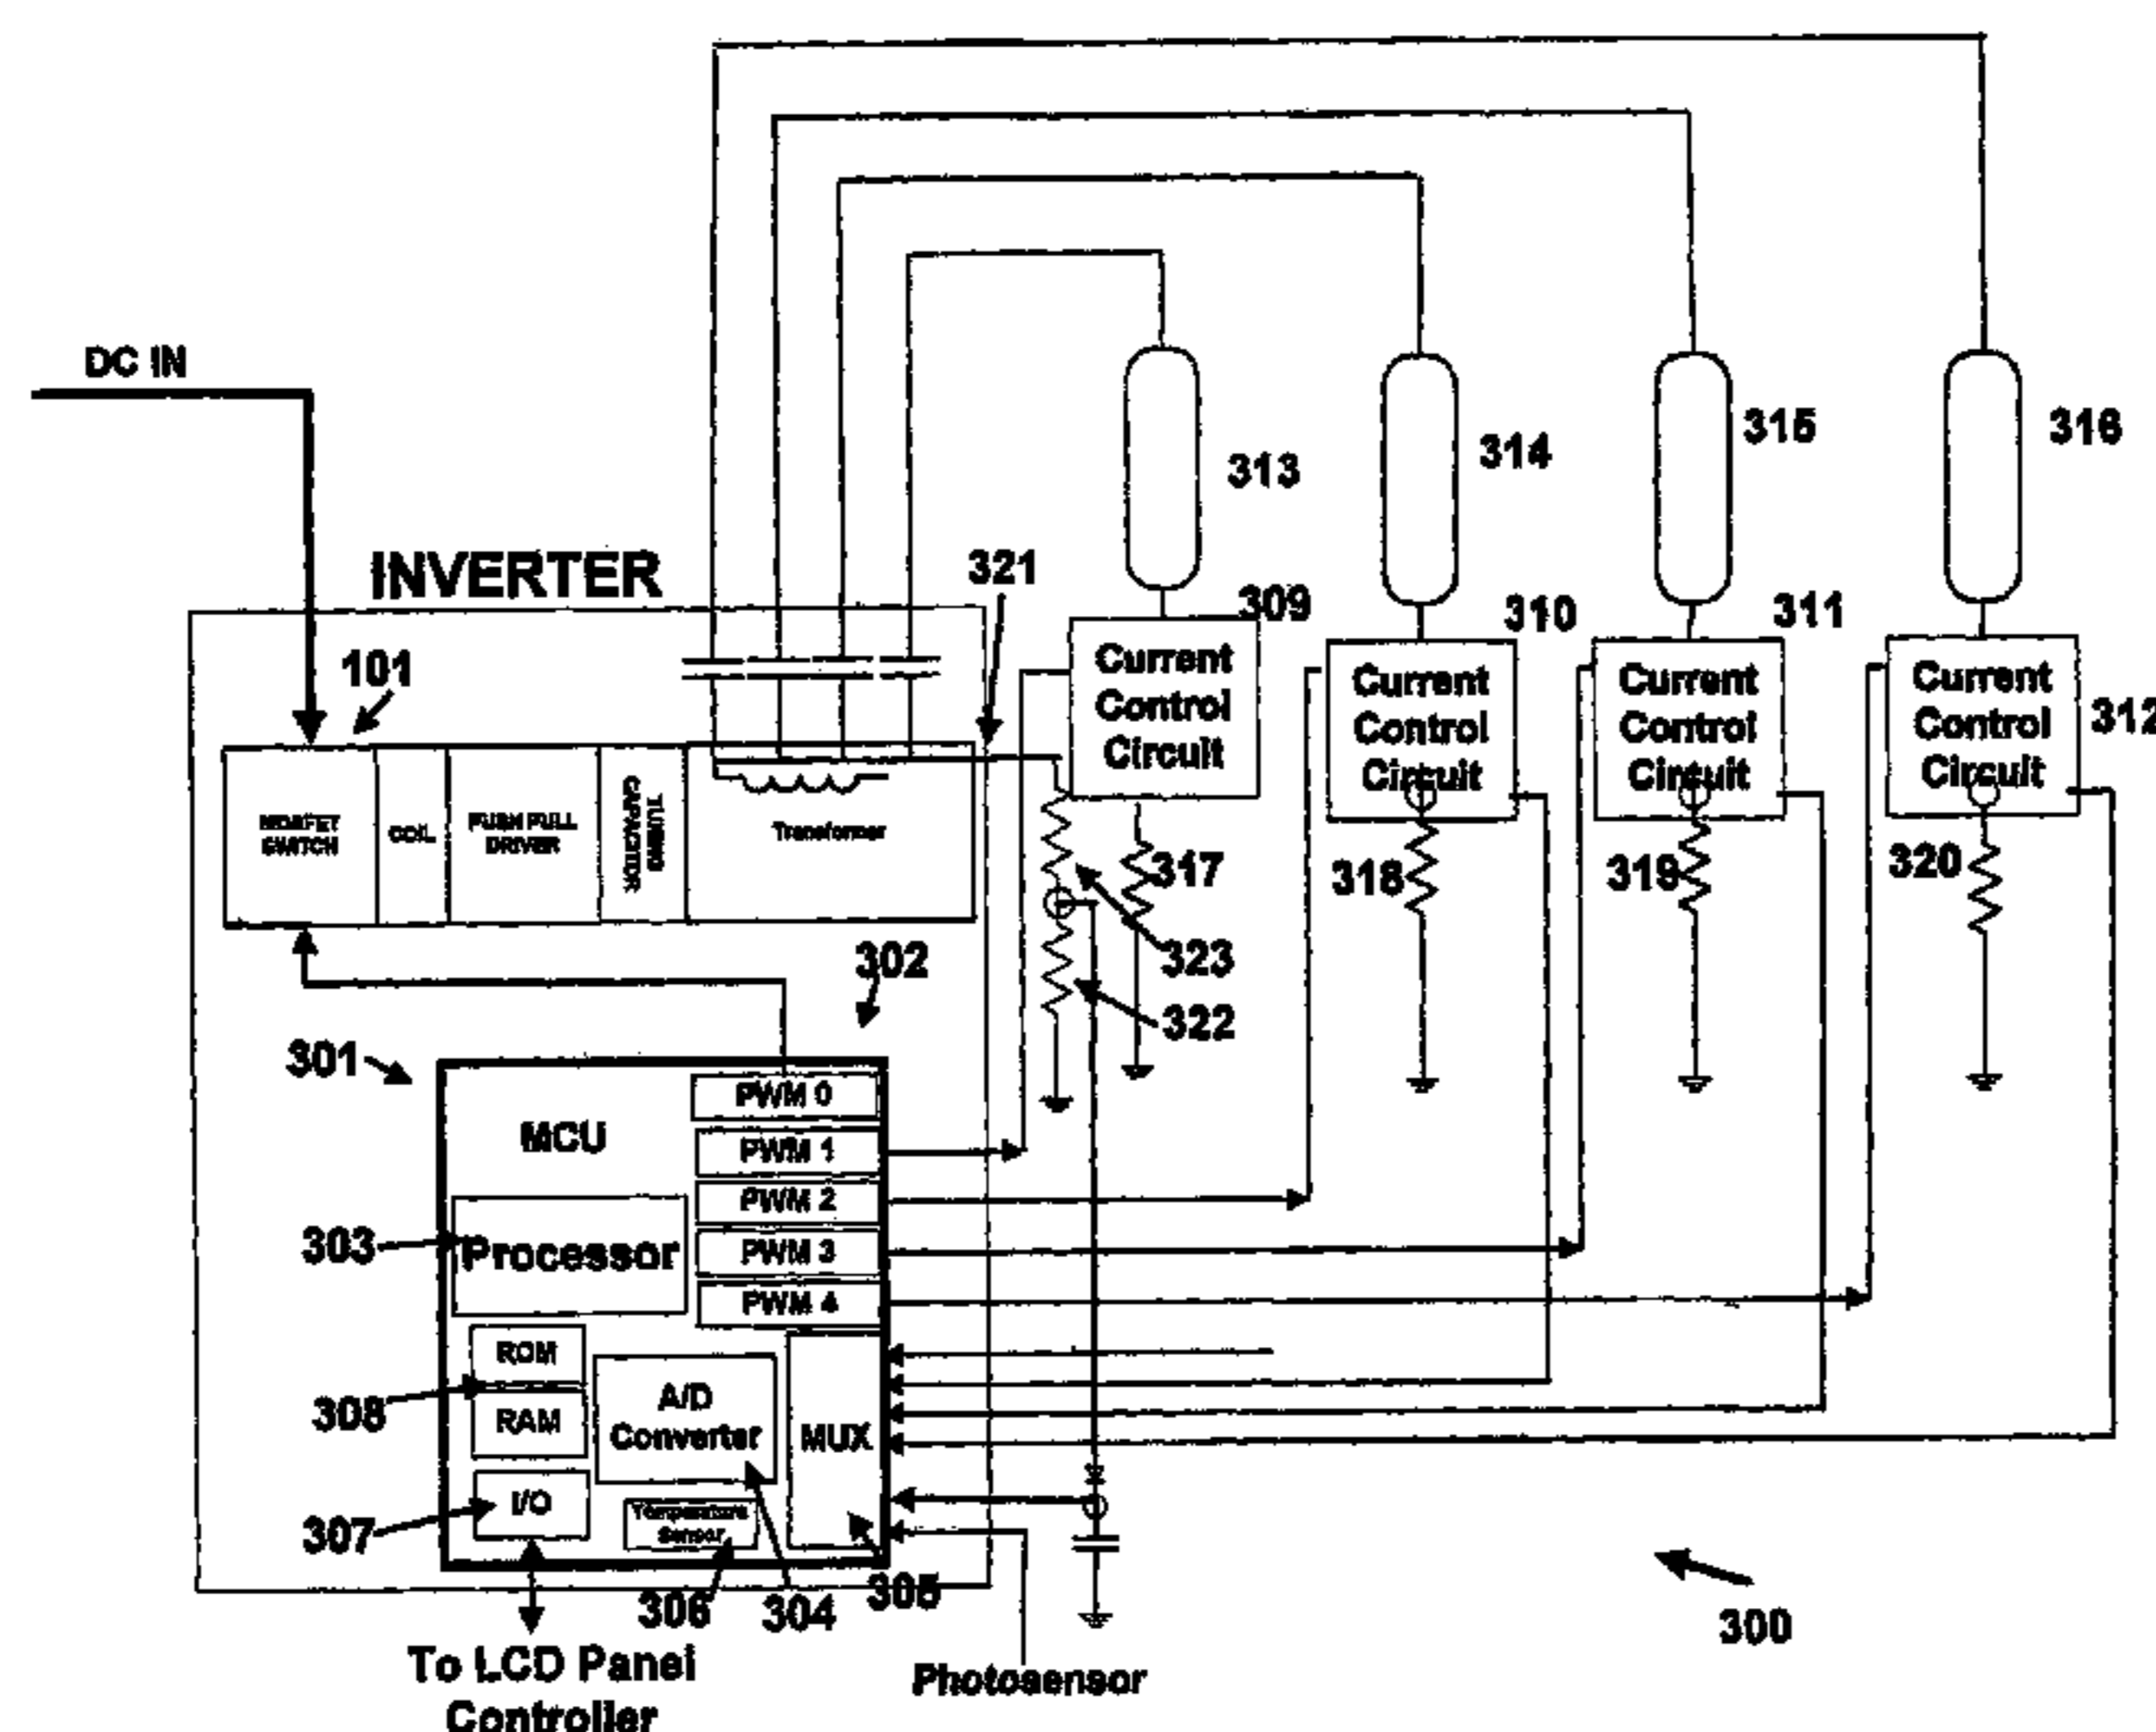 DC IN
INVERTER
101
321
313
314
315
316
309
310
311
312
Current
Control
Circuit
Current
Control
Circuit
Current
Control
Circuit
Current
Control
Circuit
MOSFET
SWITCH
COIL
PUSH PULL
DRIVER
TUNING
CAPACITOR
Transformer
317
318
319
320
323
322
302
301
MCU
PWM 0
PWM 1
PWM 2
PWM 3
PWM 4
303
Processor
ROM
308
RAM
A/D
Converter
MUX
307
I/O
Temperature
Sensor
306
304
305
300
To LCD Panel
Controller
Photosensor